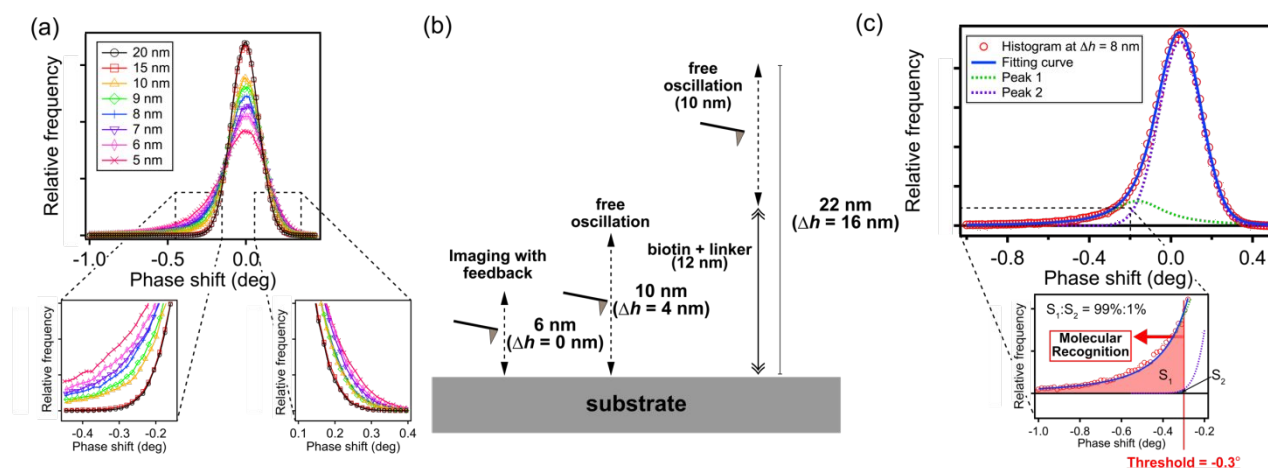 (a)
Relative frequency
20 nm
15 nm
10 nm
9 nm
8 nm
7 nm
6 nm
5 nm
-1.0
-0.5
0.0
Phase shift (deg)
Relative frequency
-0.4
-0.3
-0.2
Phase shift (deg)
Relative frequency
0.1
0.2
0.3
0.4
Phase shift (deg)
(b)
Imaging with
feedback
6 nm
(Δh = 0 nm)
free
oscillation
10 nm
(Δh = 4 nm)
free
oscillation
(10 nm)
biotin + linker
(12 nm)
22 nm
(Δh = 16 nm)
substrate
(c)
Relative frequency
Histogram at Δh = 8 nm
Fitting curve
Peak 1
Peak 2
-0.8
-0.4
0.0
0.4
Phase shift (deg)
Relative frequency
S₁:S₂ = 99%:1%
Molecular
Recognition
S₁
S₂
-1.0
-0.8
-0.6
-0.4
-0.2
Phase shift (deg)
Threshold = -0.3°